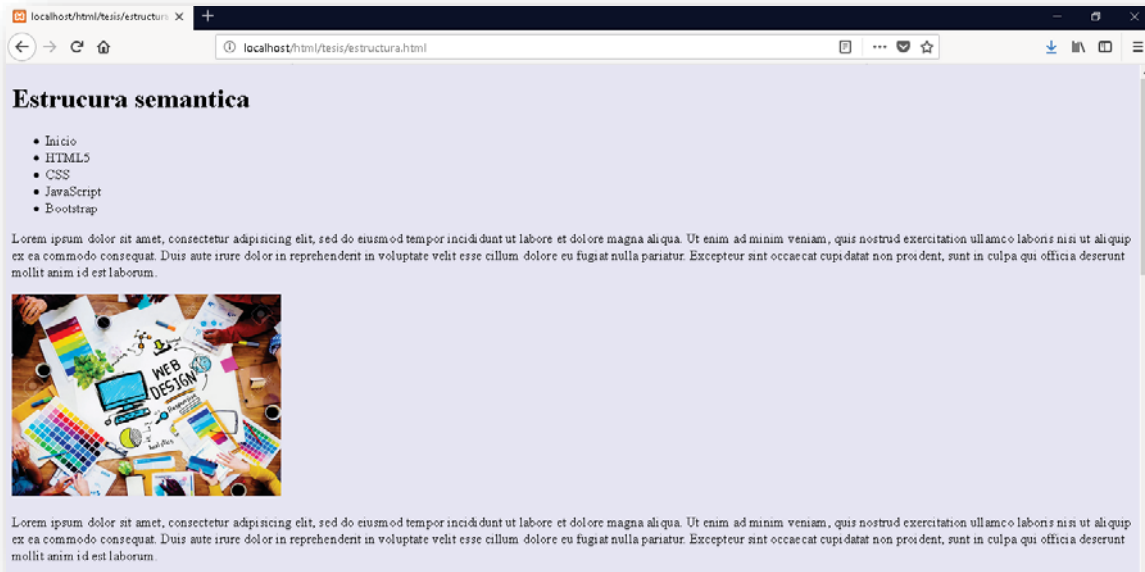 localhost/html/tesis/estructura
localhost/html/tesis/estructura.html
Estrucura semantica
Inicio
HTML5
CSS
JavaScript
Bootstrap
Lorem ipsum dolor sit amet, consectetur adipisicing elit, sed do eiusmod tempor incididunt ut labore et dolore magna aliqua. Ut enim ad minim veniam, quis nostrud exercitation ullamco laboris nisi ut aliquip
ex ea commodo consequat. Duis aute irure dolor in reprehenderit in voluptate velit esse cillum dolore eu fugiat nulla pariatur. Excepteur sint occaecat cupidatat non proident, sunt in culpa qui officia deserunt
mollit anim id est laborum.
WEB
DESIGN
Responsive
Analytics
Lorem ipsum dolor sit amet, consectetur adipisicing elit, sed do eiusmod tempor incididunt ut labore et dolore magna aliqua. Ut enim ad minim veniam, quis nostrud exercitation ullamco laboris nisi ut aliquip
ex ea commodo consequat. Duis aute irure dolor in reprehenderit in voluptate velit esse cillum dolore eu fugiat nulla pariatur. Excepteur sint occaecat cupidatat non proident, sunt in culpa qui officia deserunt
mollit anim id est laborum.